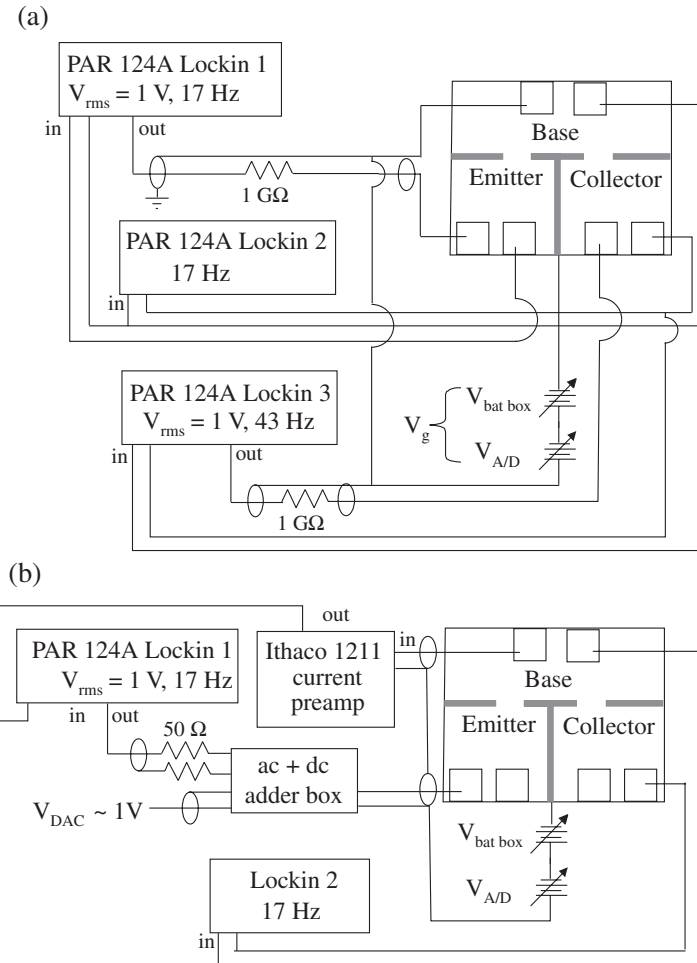 (a)
PAR 124A Lockin 1
V_rms = 1 V, 17 Hz
in
out
1 GΩ
Base
Emitter
Collector
PAR 124A Lockin 2
17 Hz
in
PAR 124A Lockin 3
V_rms = 1 V, 43 Hz
in
out
1 GΩ
V_g
V_bat box
V_A/D
(b)
out
PAR 124A Lockin 1
V_rms = 1 V, 17 Hz
in
out
Ithaco 1211
current
preamp
in
50 Ω
ac + dc
adder box
V_DAC ~ 1V
Base
Emitter
Collector
V_bat box
V_A/D
Lockin 2
17 Hz
in